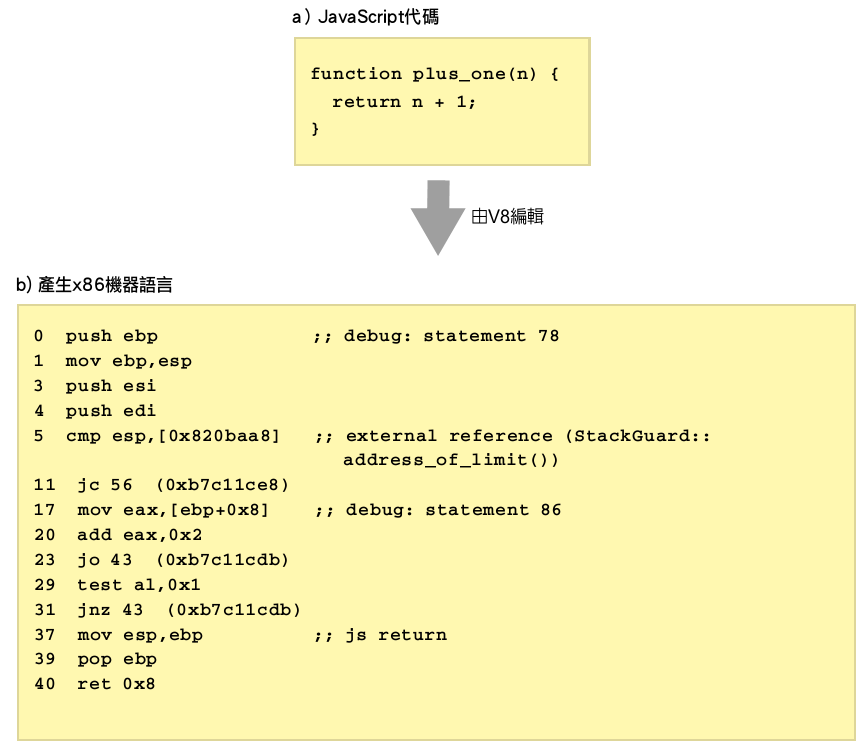 a）JavaScript代碼
function plus_one(n) {
  return n + 1;
}
由V8編輯
b）產生x86機器語言
0  push ebp              ;; debug: statement 78
1  mov ebp,esp
3  push esi
4  push edi
5  cmp esp,[0x820baa8]   ;; external reference (StackGuard::
address_of_limit())
11  jc 56  (0xb7c11ce8)
17  mov eax,[ebp+0x8]    ;; debug: statement 86
20  add eax,0x2
23  jo 43  (0xb7c11cdb)
29  test al,0x1
31  jnz 43  (0xb7c11cdb)
37  mov esp,ebp          ;; js return
39  pop ebp
40  ret 0x8